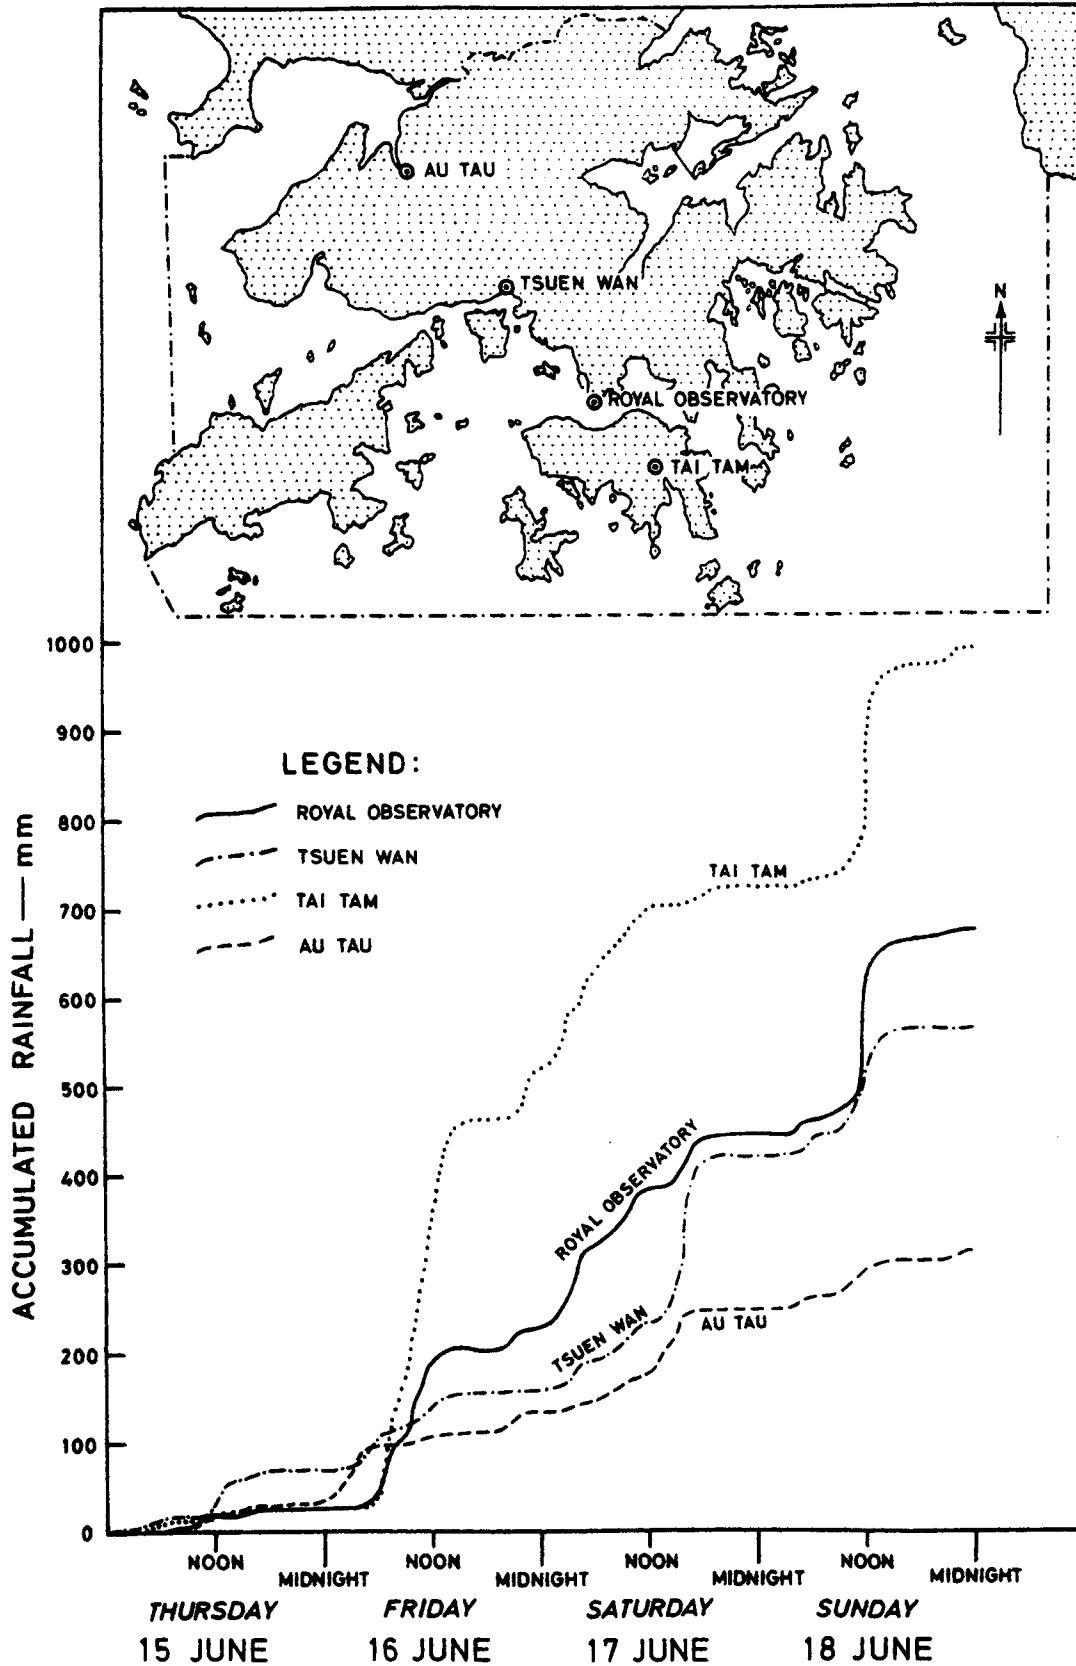 AU TAU
TSUEN WAN
N
ROYAL OBSERVATORY
TAI TAM
1000
900
800
700
600
500
400
300
200
100
0
ACCUMULATED RAINFALL — mm
LEGEND:
ROYAL OBSERVATORY
TSUEN WAN
TAI TAM
AU TAU
TAI TAM
ROYAL OBSERVATORY
TSUEN WAN
AU TAU
NOON MIDNIGHT NOON MIDNIGHT NOON MIDNIGHT NOON MIDNIGHT
THURSDAY FRIDAY SATURDAY SUNDAY
15 JUNE 16 JUNE 17 JUNE 18 JUNE